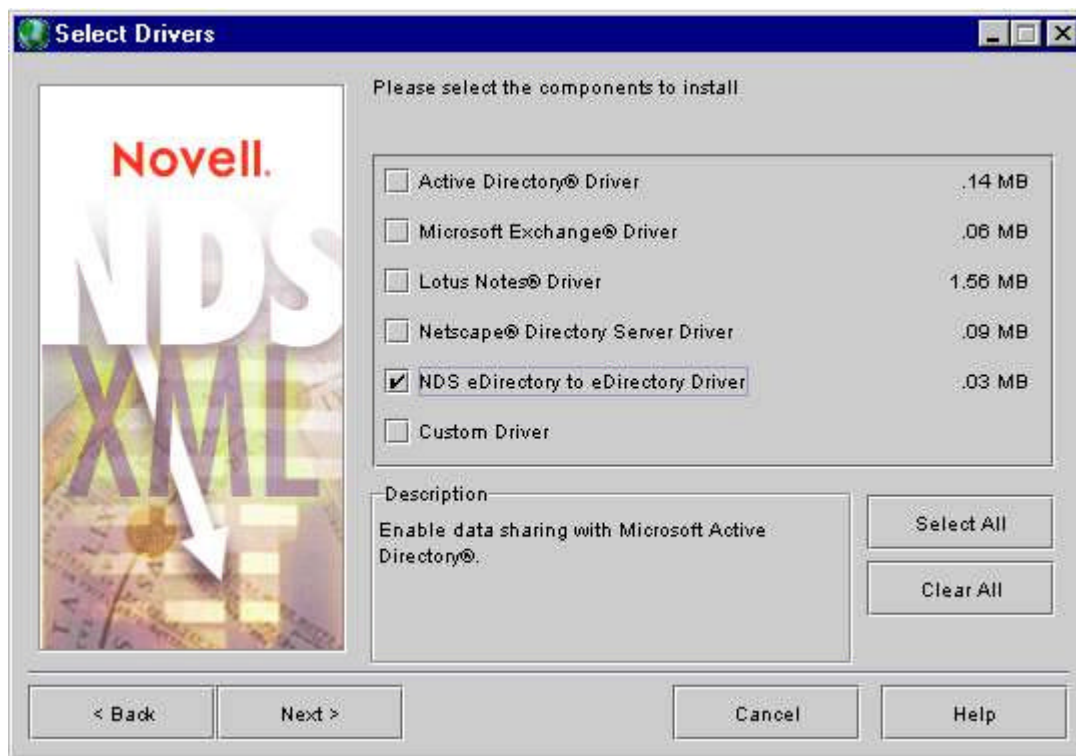 Select Drivers
Please select the components to install
Novell.
NDS
XML
Active Directory® Driver .14 MB
Microsoft Exchange® Driver .06 MB
Lotus Notes® Driver 1.56 MB
Netscape® Directory Server Driver .09 MB
NDS eDirectory to eDirectory Driver .03 MB
Custom Driver
Description
Enable data sharing with Microsoft Active
Directory®.
Select All
Clear All
< Back
Next >
Cancel
Help